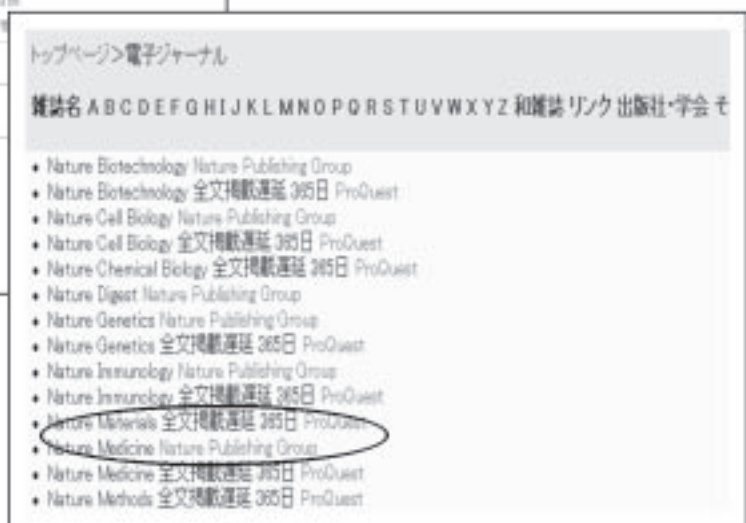 トップページ>電子ジャーナル
雑誌名 A B C D E F G H I J K L M N O P Q R S T U V W X Y Z 和雑誌 リンク 出版社・学会 そ
♦ Nature Biotechnology Nature Publishing Group
♦ Nature Biotechnology 全文掲載遅延 365日 ProQuest
♦ Nature Cell Biology Nature Publishing Group
♦ Nature Cell Biology 全文掲載遅延 365日 ProQuest
♦ Nature Chemical Biology 全文掲載遅延 365日 ProQuest
♦ Nature Digest Nature Publishing Group
♦ Nature Genetics Nature Publishing Group
♦ Nature Genetics 全文掲載遅延 365日 ProQuest
♦ Nature Immunology Nature Publishing Group
♦ Nature Immunology 全文掲載遅延 365日 ProQuest
♦ Nature Materials 全文掲載遅延 365日 ProQuest
♦ Nature Medicine Nature Publishing Group
♦ Nature Medicine 全文掲載遅延 365日 ProQuest
♦ Nature Methods 全文掲載遅延 365日 ProQuest